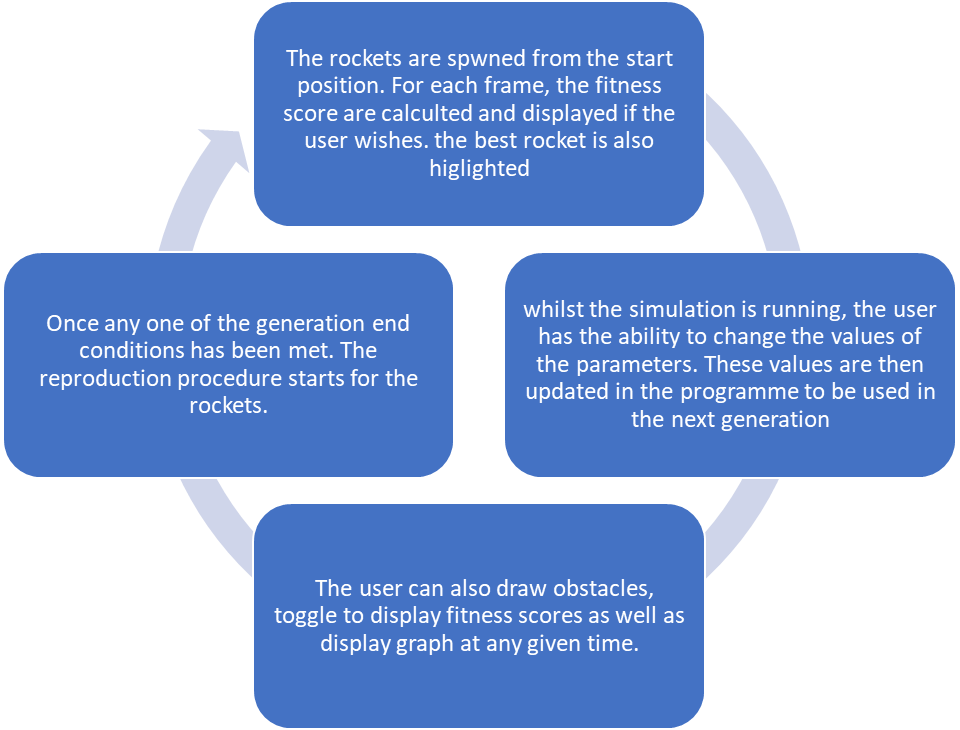 The rockets are spwned from the start
position. For each frame, the fitness
score are calculted and displayed if the
user wishes. the best rocket is also
higlighted
whilst the simulation is running, the user
has the ability to change the values of
the parameters. These values are then
updated in the programme to be used in
the next generation
The user can also draw obstacles,
toggle to display fitness scores as well as
display graph at any given time.
Once any one of the generation end
conditions has been met. The
reproduction procedure starts for the
rockets.